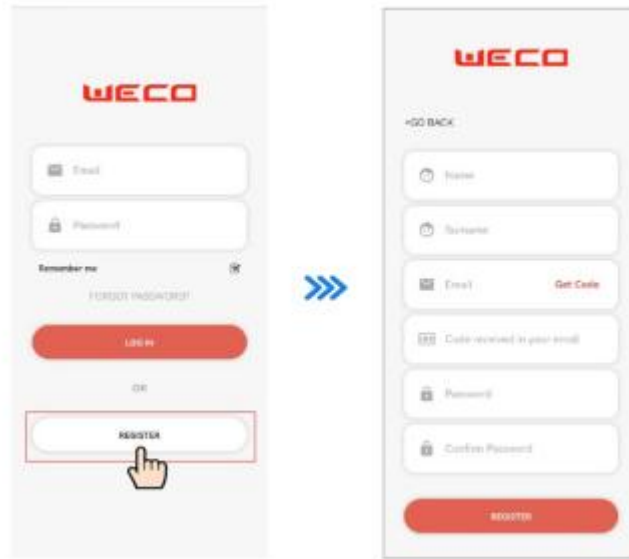 WECO
Email
Password
Remember me
FORGOT PASSWORD?
LOG IN
OR
REGISTER
WECO
<GO BACK
Name
Surname
Email Get Code
Code received in your email
Password
Confirm Password
REGISTER